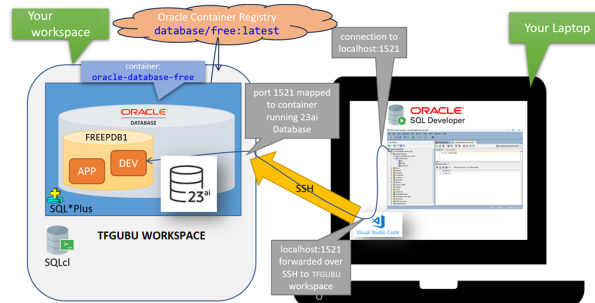 Your
workspace
Oracle Container Registry
database/free:latest
connection to
localhost:1521
Your Laptop
container:
oracle-database-free
port 1521 mapped
to container
running 23ai
Database
ORACLE
DATABASE
FREEPDB1
APP
DEV
23ai
SQL*Plus
ORACLE
SQL Developer
SSH
Visual Studio Code
TFGUBU WORKSPACE
SQLcl
localhost:1521
forwarded over
SSH to TFGUBU
workspace